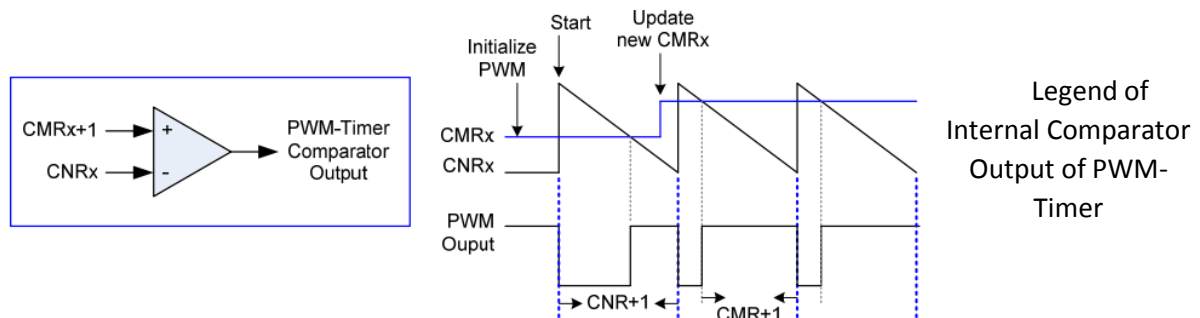 CMRx+1
CNRx
+
-
PWM-Timer
Comparator
Output
Start
Initialize
PWM
Update
new CMRx
CMRx
CNRx
PWM
Ouput
CNR+1
CMR+1
Legend of
Internal Comparator
Output of PWM-
Timer